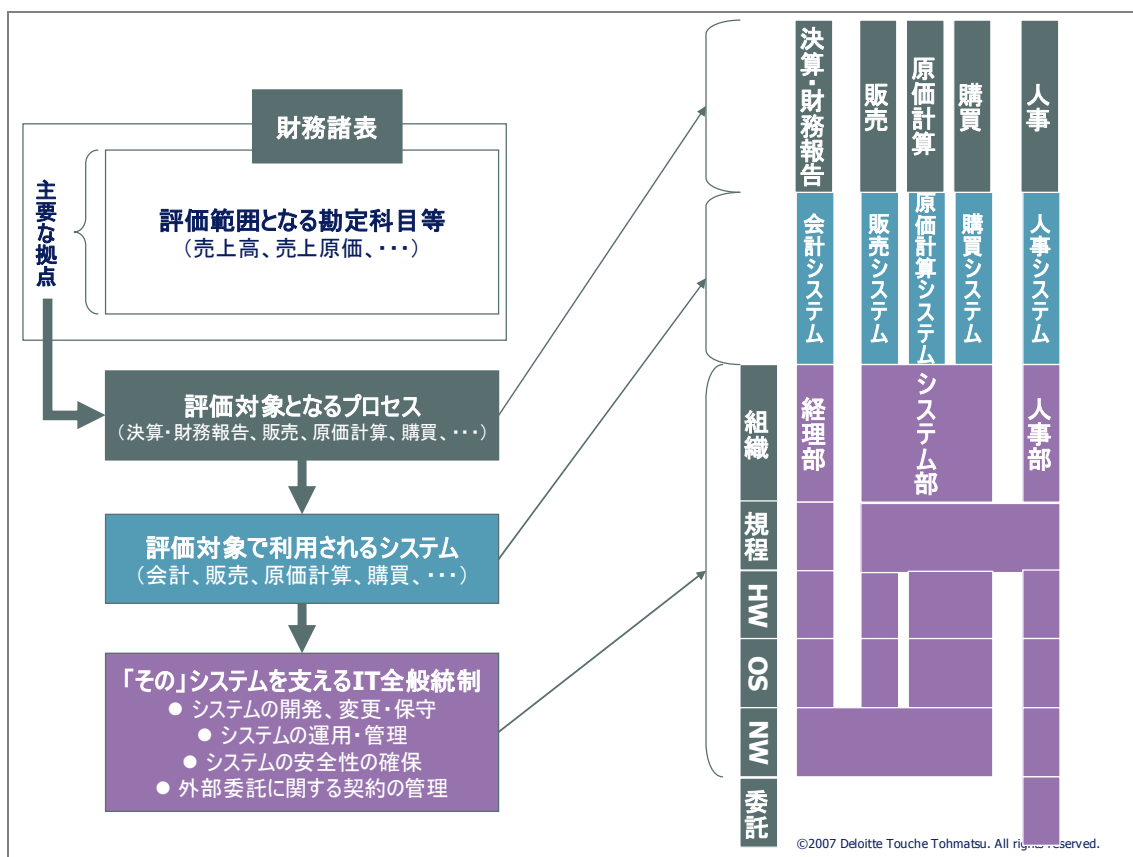 財務諸表
主要な拠点
評価範囲となる勘定科目等
（売上高、売上原価、・・・）
評価対象となるプロセス
（決算・財務報告、販売、原価計算、購買、・・・）
評価対象で利用されるシステム
（会計、販売、原価計算、購買、・・・）
「その」システムを支えるIT全般統制
● システムの開発、変更・保守
● システムの運用・管理
● システムの安全性の確保
● 外部委託に関する契約の管理
決算・財務報告
販売
原価計算
購買
人事
会計システム
販売システム
原価計算システム
購買システム
人事システム
組織
経理部
システム部
人事部
規程
HW
OS
NW
委託
©2007 Deloitte Touche Tohmatsu. All rights reserved.